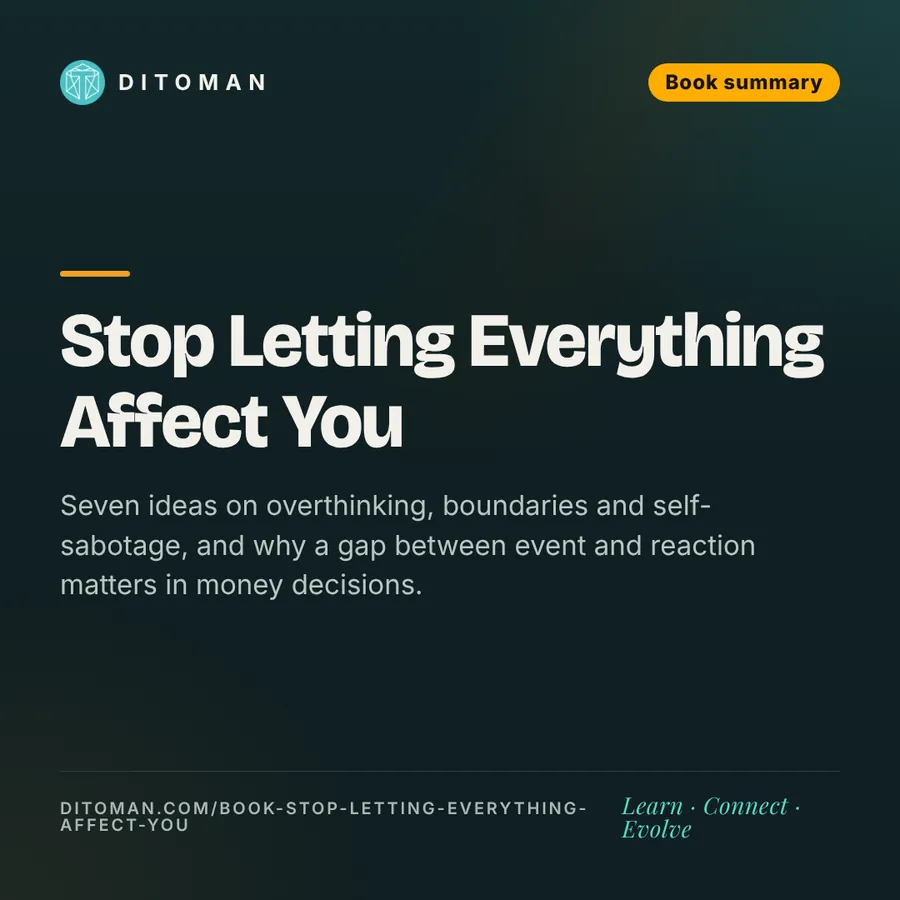 DITOMAN
Book summary
Stop Letting Everything
Affect You
Seven ideas on overthinking, boundaries and self-
sabotage, and why a gap between event and reaction
matters in money decisions.
DITOMAN.COM/BOOK-STOP-LETTING-EVERYTHING-
AFFECT-YOU
Learn · Connect ·
Evolve